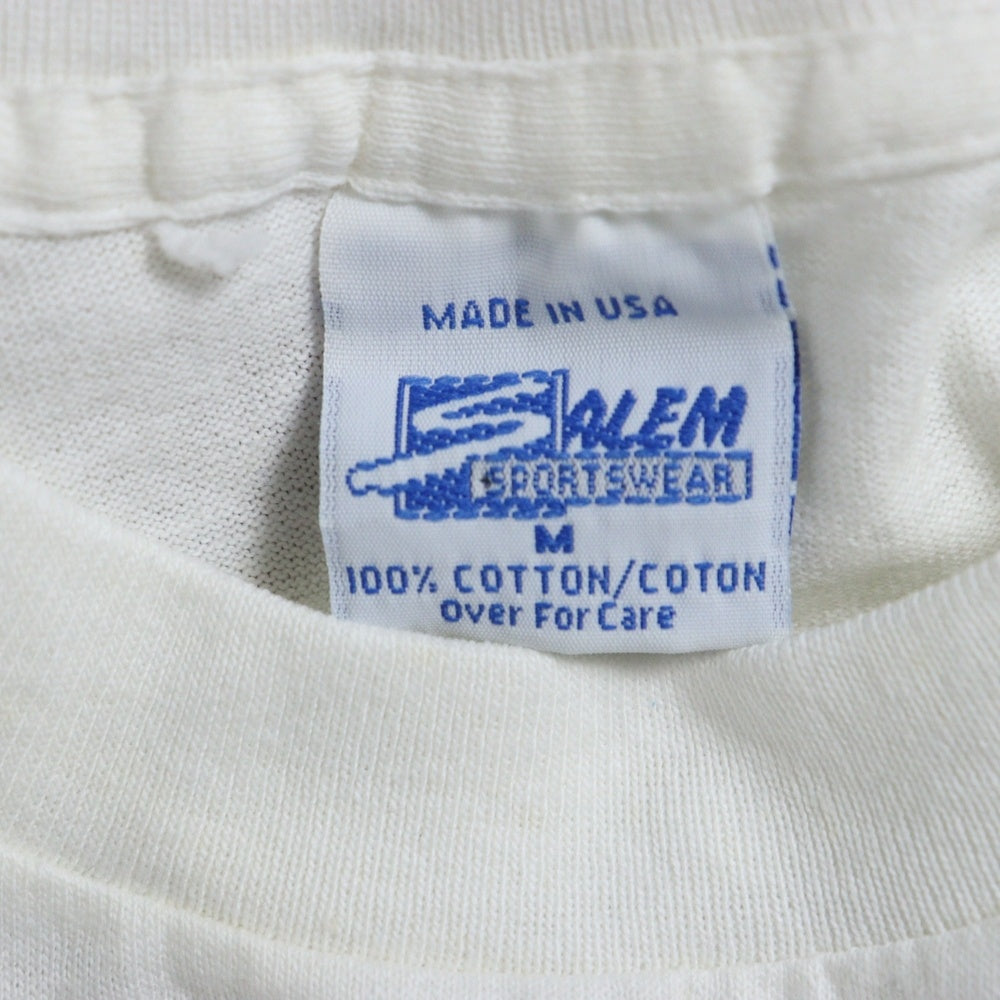 MADE IN USA
SALEM
SPORTSWEAR
M
100% COTTON/COTON
Over For Care